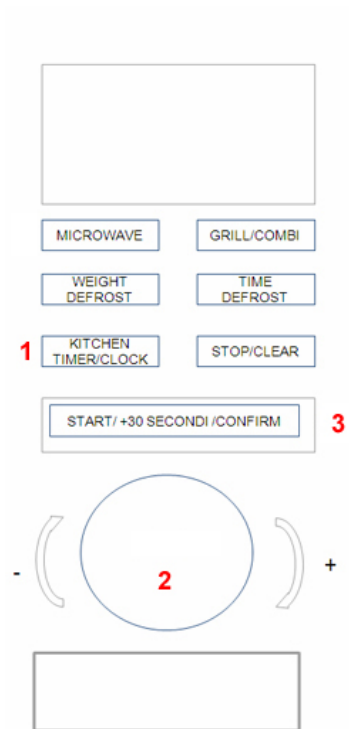 MICROWAVE
GRILL/COMBI
WEIGHT
DEFROST
TIME
DEFROST
1
KITCHEN
TIMER/CLOCK
STOP/CLEAR
START/ +30 SECONDI /CONFIRM
3
-
2
+